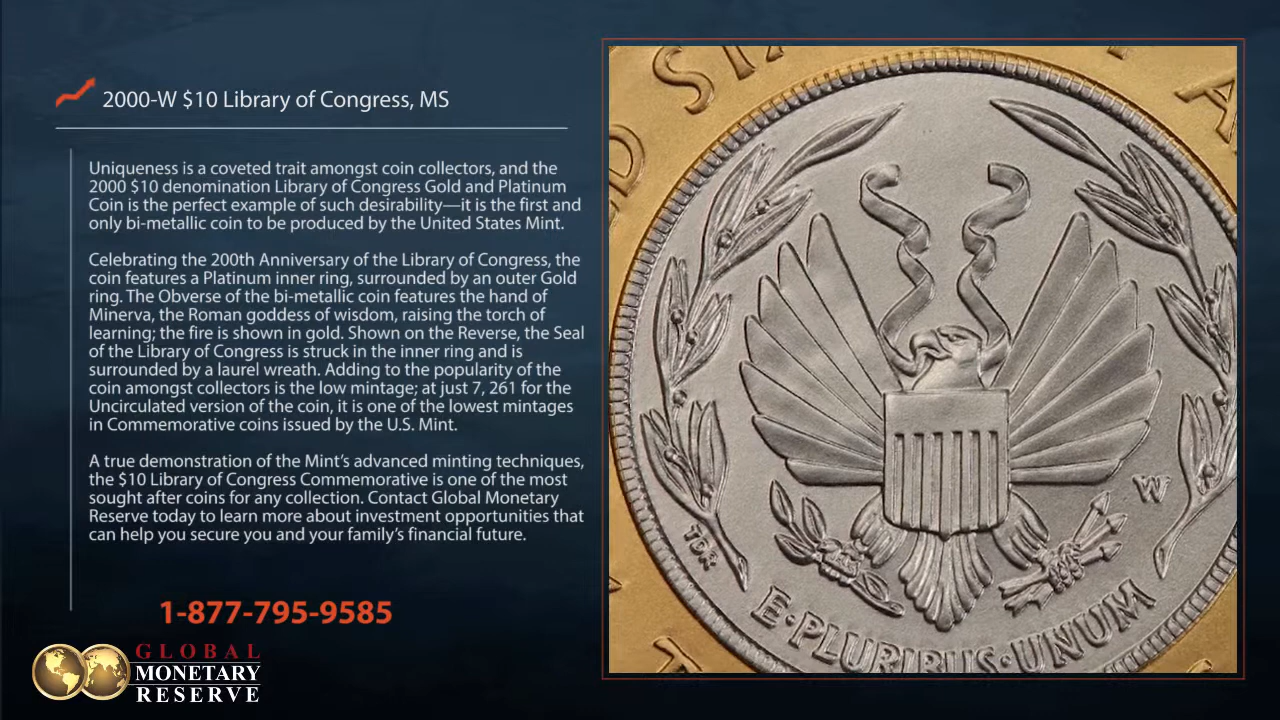 2000-W $10 Library of Congress, MS
Uniqueness is a coveted trait amongst coin collectors, and the
2000 $10 denomination Library of Congress Gold and Platinum
Coin is the perfect example of such desirability—it is the first and
only bi-metallic coin to be produced by the United States Mint.
Celebrating the 200th Anniversary of the Library of Congress, the
coin features a Platinum inner ring, surrounded by an outer Gold
ring. The Obverse of the bi-metallic coin features the hand of
Minerva, the Roman goddess of wisdom, raising the torch of
learning; the fire is shown in gold. Shown on the Reverse, the Seal
of the Library of Congress is struck in the inner ring and is
surrounded by a laurel wreath. Adding to the popularity of the
coin amongst collectors is the low mintage; at just 7, 261 for the
Uncirculated version of the coin, it is one of the lowest mintages
in Commemorative coins issued by the U.S. Mint.
A true demonstration of the Mint's advanced minting techniques,
the $10 Library of Congress Commemorative is one of the most
sought after coins for any collection. Contact Global Monetary
Reserve today to learn more about investment opportunities that
can help you secure you and your family's financial future.
1-877-795-9585
GLOBAL
MONETARY
RESERVE
W
TDR
E·PLURIBUS·UNUM